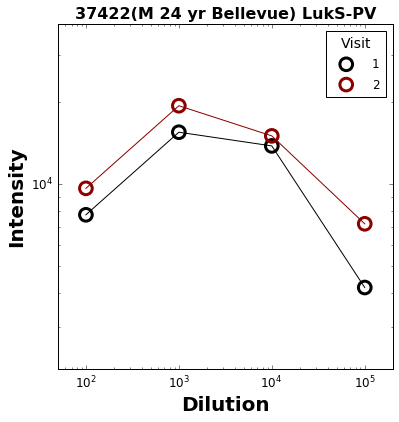 37422(M 24 yr Bellevue) LukS-PV
Visit
1
2
Intensity
10^4
10^2 10^3 10^4 10^5
Dilution